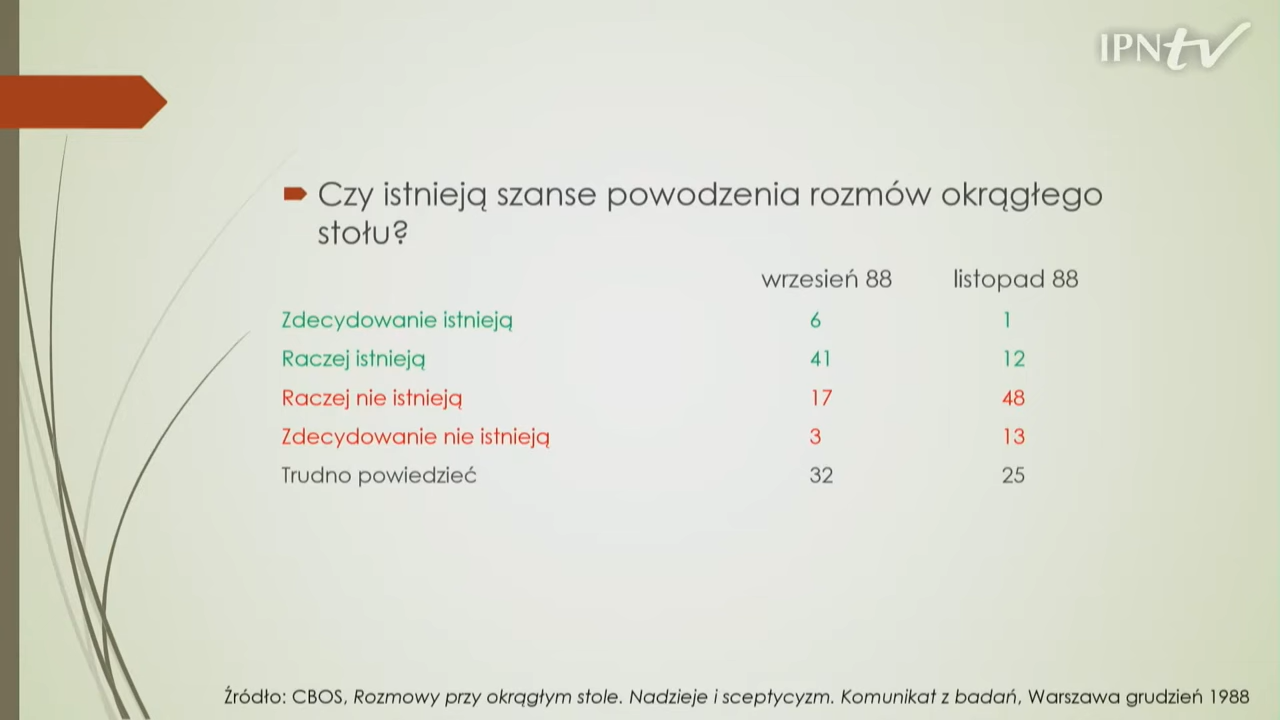 IPNtv
Czy istnieją szanse powodzenia rozmów okrągłego
stołu?
wrzesień 88 listopad 88
Zdecydowanie istnieją 6 1
Raczej istnieją 41 12
Raczej nie istnieją 17 48
Zdecydowanie nie istnieją 3 13
Trudno powiedzieć 32 25
Źródło: CBOS, Rozmowy przy okrągłym stole. Nadzieje i sceptycyzm. Komunikat z badań, Warszawa grudzień 1988